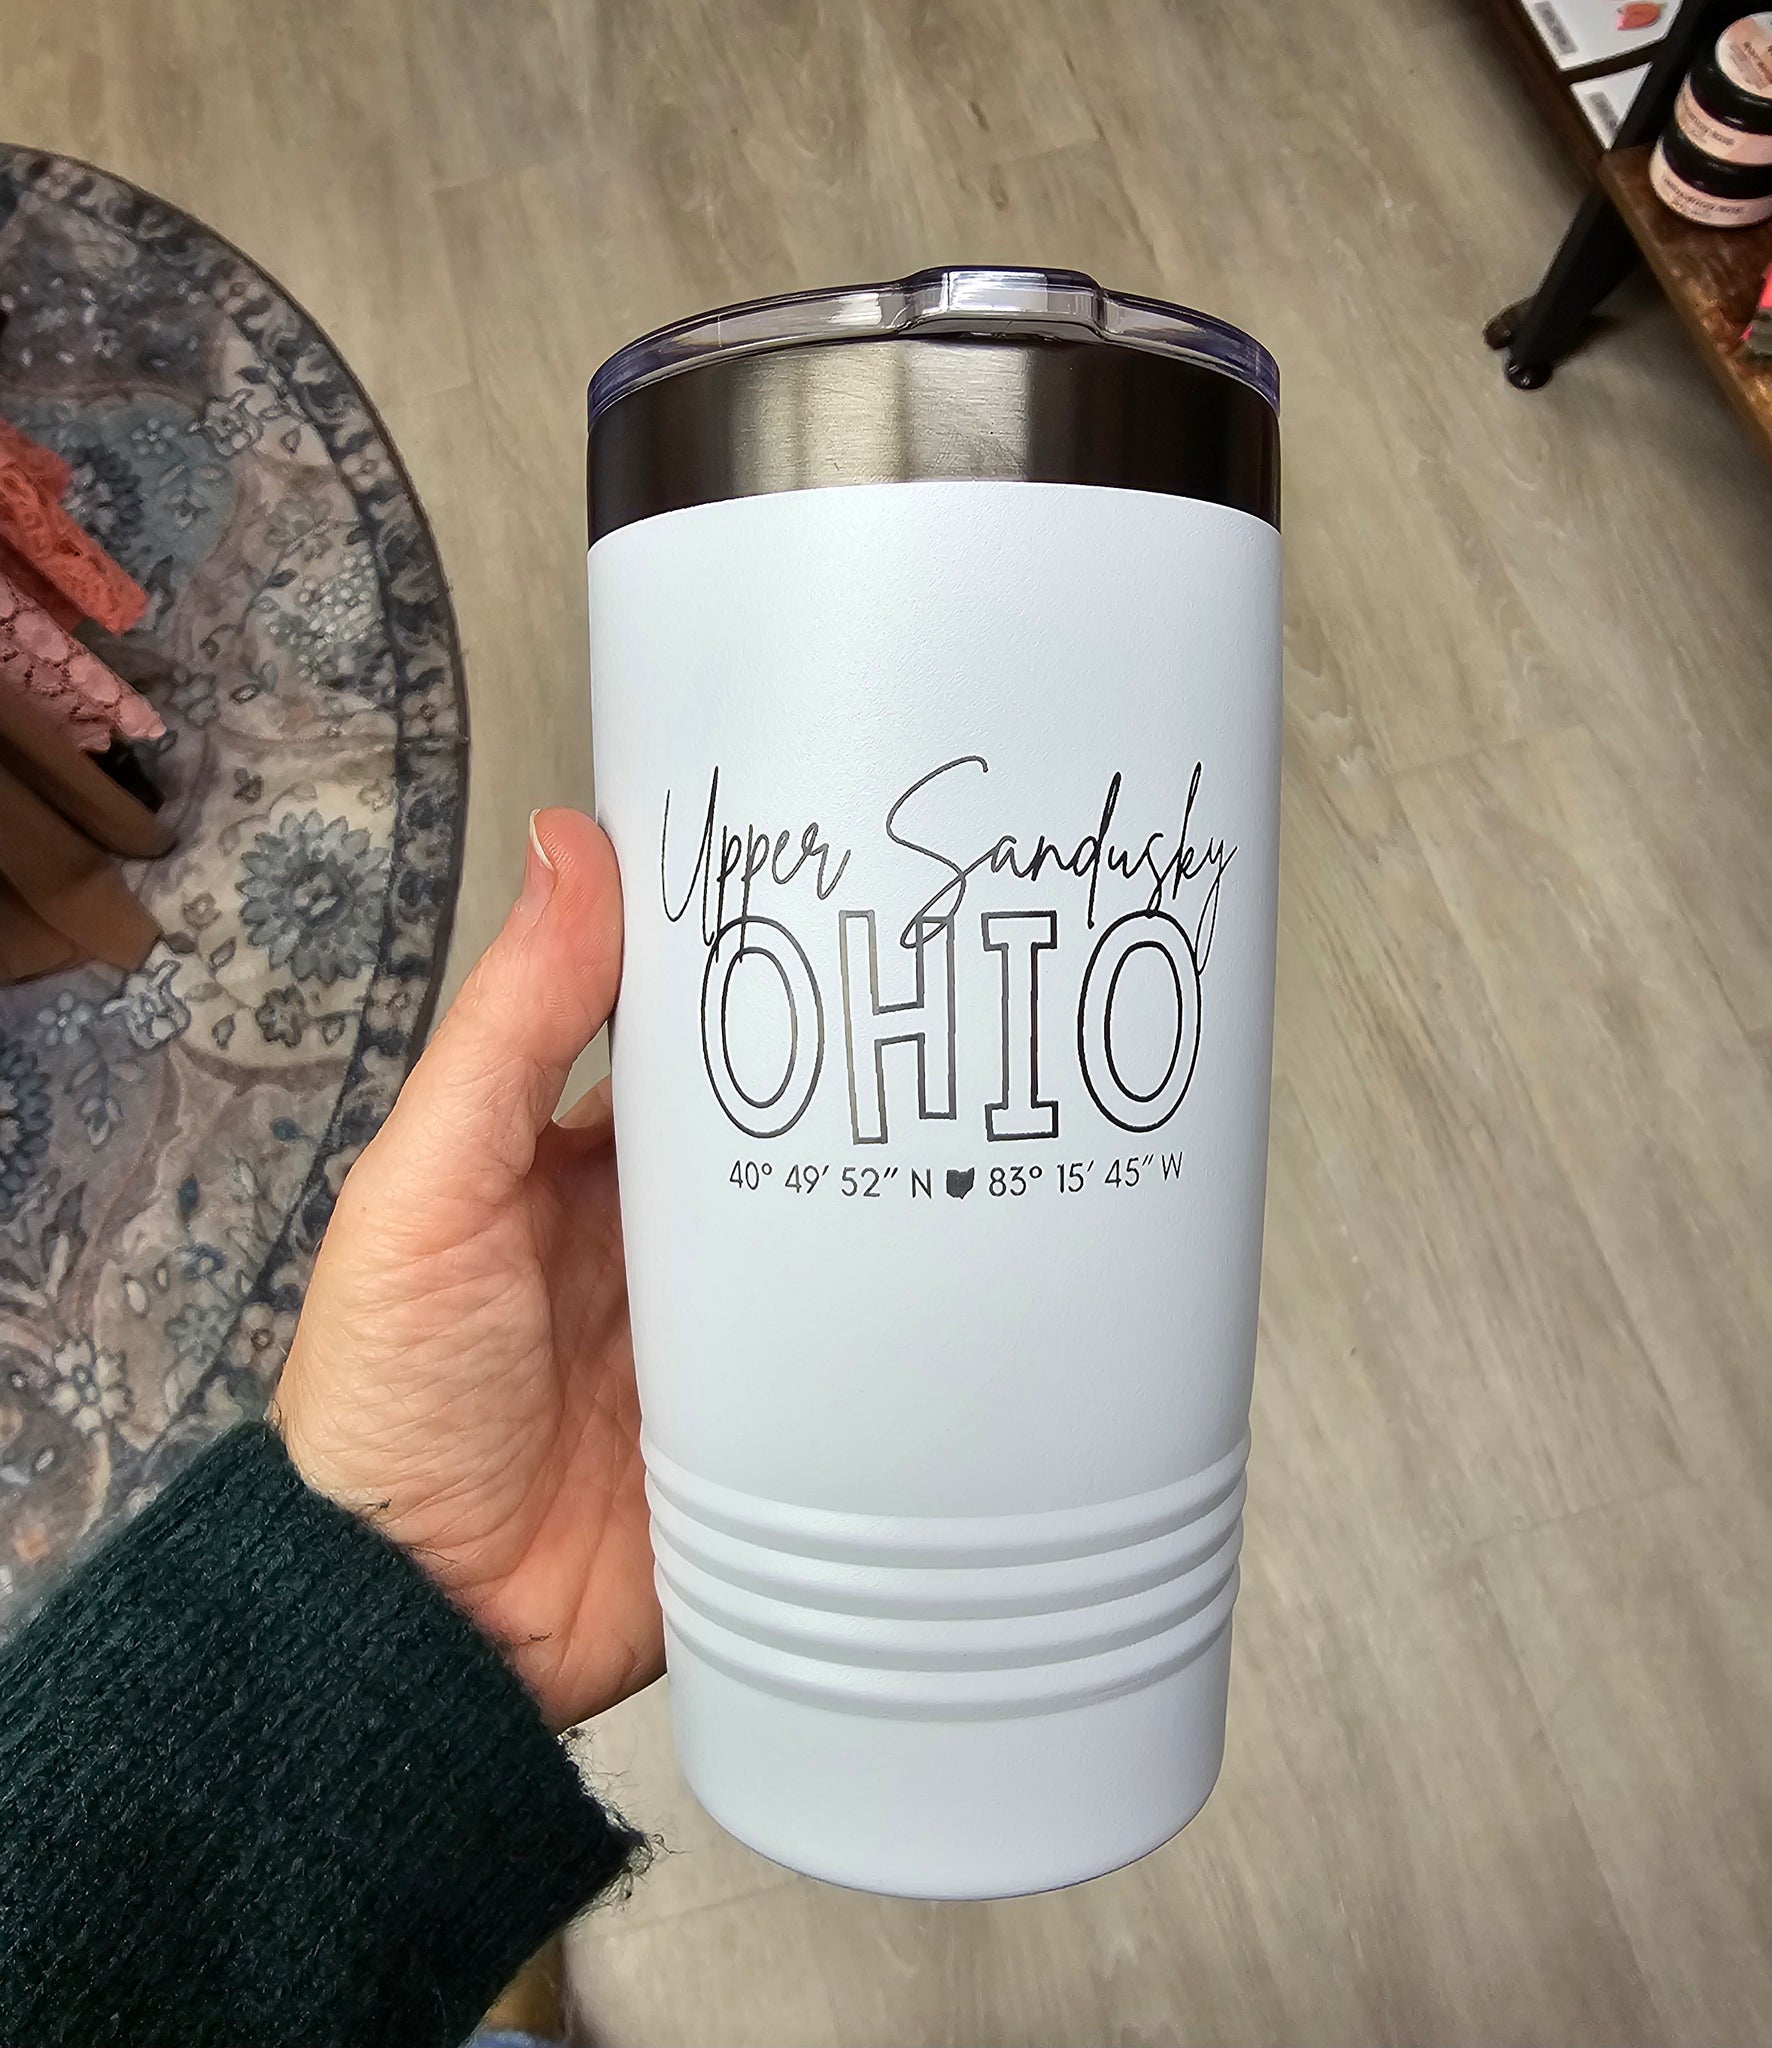 Upper Sandusky
OHIO
40° 49′ 52″ N 83° 15′ 45″ W